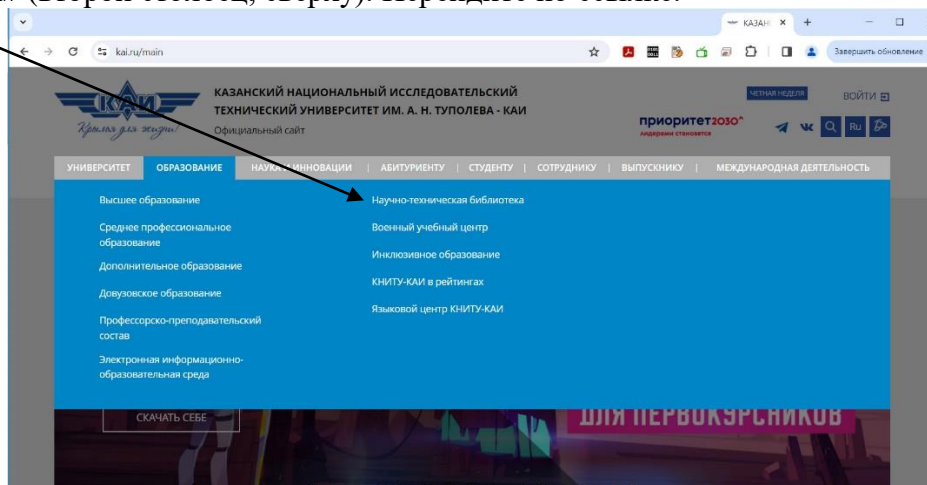 (второй столбец, сверху). Перейдите по ссылке.
КАЗАН
kai.ru/main
Завершить обновление
КАИ
Крылья для жизни!
КАЗАНСКИЙ НАЦИОНАЛЬНЫЙ ИССЛЕДОВАТЕЛЬСКИЙ
ТЕХНИЧЕСКИЙ УНИВЕРСИТЕТ ИМ. А. Н. ТУПОЛЕВА - КАИ
Официальный сайт
ЧЕТНАЯ НЕДЕЛЯ
ВОЙТИ
приоритет2030^
лидерами становятся
Ru
УНИВЕРСИТЕТ ОБРАЗОВАНИЕ НАУКА И ИННОВАЦИИ | АБИТУРИЕНТУ | СТУДЕНТУ | СОТРУДНИКУ | ВЫПУСКНИКУ | МЕЖДУНАРОДНАЯ ДЕЯТЕЛЬНОСТЬ
Высшее образование
Среднее профессиональное
образование
Дополнительное образование
Довузовское образование
Профессорско-преподавательский
состав
Электронная информационно-
образовательная среда
Научно-техническая библиотека
Военный учебный центр
Инклюзивное образование
КНИТУ-КАИ в рейтингах
Языковой центр КНИТУ-КАИ
СКАЧАТЬ СЕБЕ
ДЛЯ ПЕРВОКУРСНИКОВ